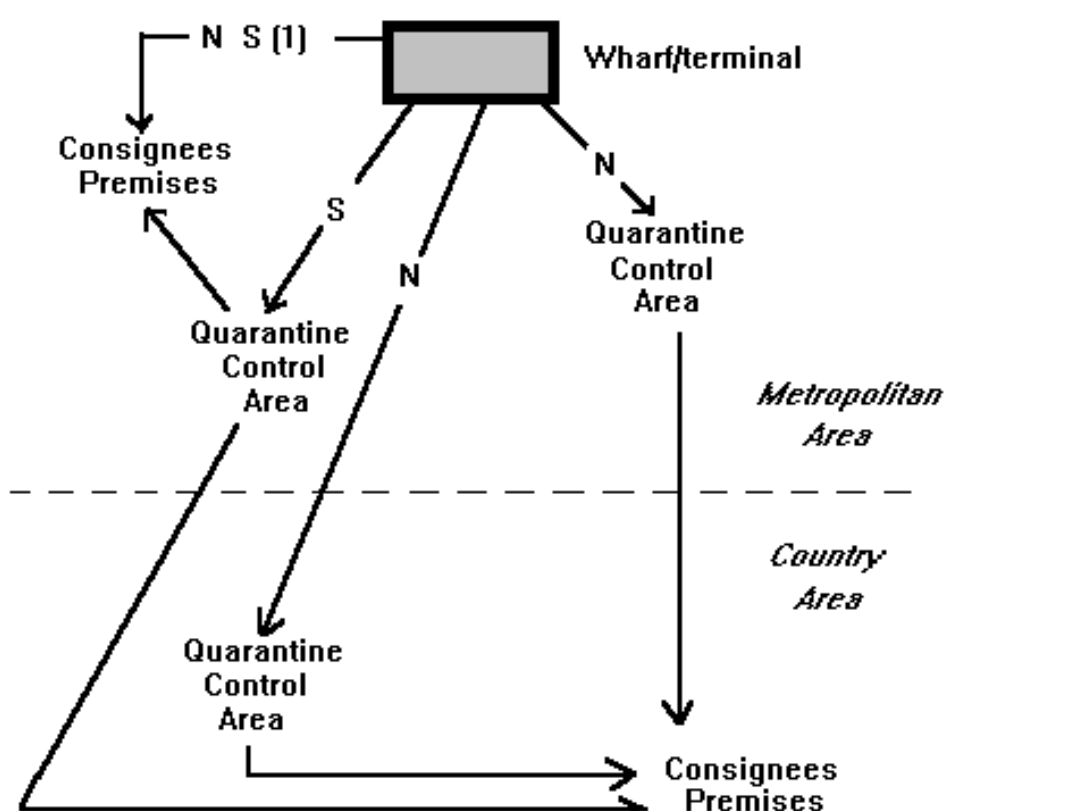 N S (1)
Wharf/terminal
Consignees
Premises
N
S
Quarantine
Control
Area
N
Quarantine
Control
Area
Metropolitan
Area
Country
Area
Quarantine
Control
Area
Consignees
Premises